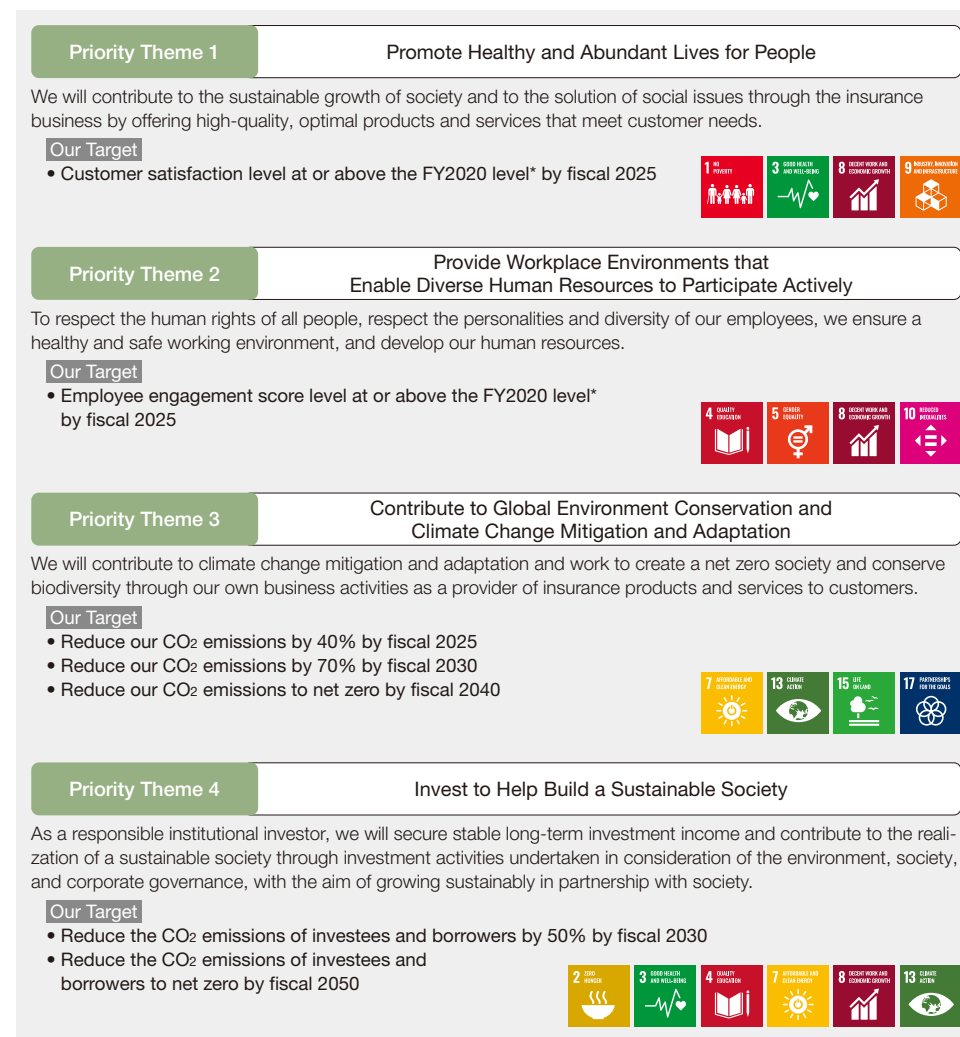 Priority Theme 1
Promote Healthy and Abundant Lives for People
We will contribute to the sustainable growth of society and to the solution of social issues through the insurance
business by offering high-quality, optimal products and services that meet customer needs.
Our Target
• Customer satisfaction level at or above the FY2020 level* by fiscal 2025
1 NO POVERTY
3 GOOD HEALTH AND WELL-BEING
8 DECENT WORK AND ECONOMIC GROWTH
9 INDUSTRY, INNOVATION AND INFRASTRUCTURE
Priority Theme 2
Provide Workplace Environments that
Enable Diverse Human Resources to Participate Actively
To respect the human rights of all people, respect the personalities and diversity of our employees, we ensure a
healthy and safe working environment, and develop our human resources.
Our Target
• Employee engagement score level at or above the FY2020 level*
by fiscal 2025
4 QUALITY EDUCATION
5 GENDER EQUALITY
8 DECENT WORK AND ECONOMIC GROWTH
10 REDUCED INEQUALITIES
Priority Theme 3
Contribute to Global Environment Conservation and
Climate Change Mitigation and Adaptation
We will contribute to climate change mitigation and adaptation and work to create a net zero society and conserve
biodiversity through our own business activities as a provider of insurance products and services to customers.
Our Target
• Reduce our CO2 emissions by 40% by fiscal 2025
• Reduce our CO2 emissions by 70% by fiscal 2030
• Reduce our CO2 emissions to net zero by fiscal 2040
7 AFFORDABLE AND CLEAN ENERGY
13 CLIMATE ACTION
15 LIFE ON LAND
17 PARTNERSHIPS FOR THE GOALS
Priority Theme 4
Invest to Help Build a Sustainable Society
As a responsible institutional investor, we will secure stable long-term investment income and contribute to the reali-
zation of a sustainable society through investment activities undertaken in consideration of the environment, society,
and corporate governance, with the aim of growing sustainably in partnership with society.
Our Target
• Reduce the CO2 emissions of investees and borrowers by 50% by fiscal 2030
• Reduce the CO2 emissions of investees and
borrowers to net zero by fiscal 2050
2 ZERO HUNGER
3 GOOD HEALTH AND WELL-BEING
4 QUALITY EDUCATION
7 AFFORDABLE AND CLEAN ENERGY
8 DECENT WORK AND ECONOMIC GROWTH
13 CLIMATE ACTION